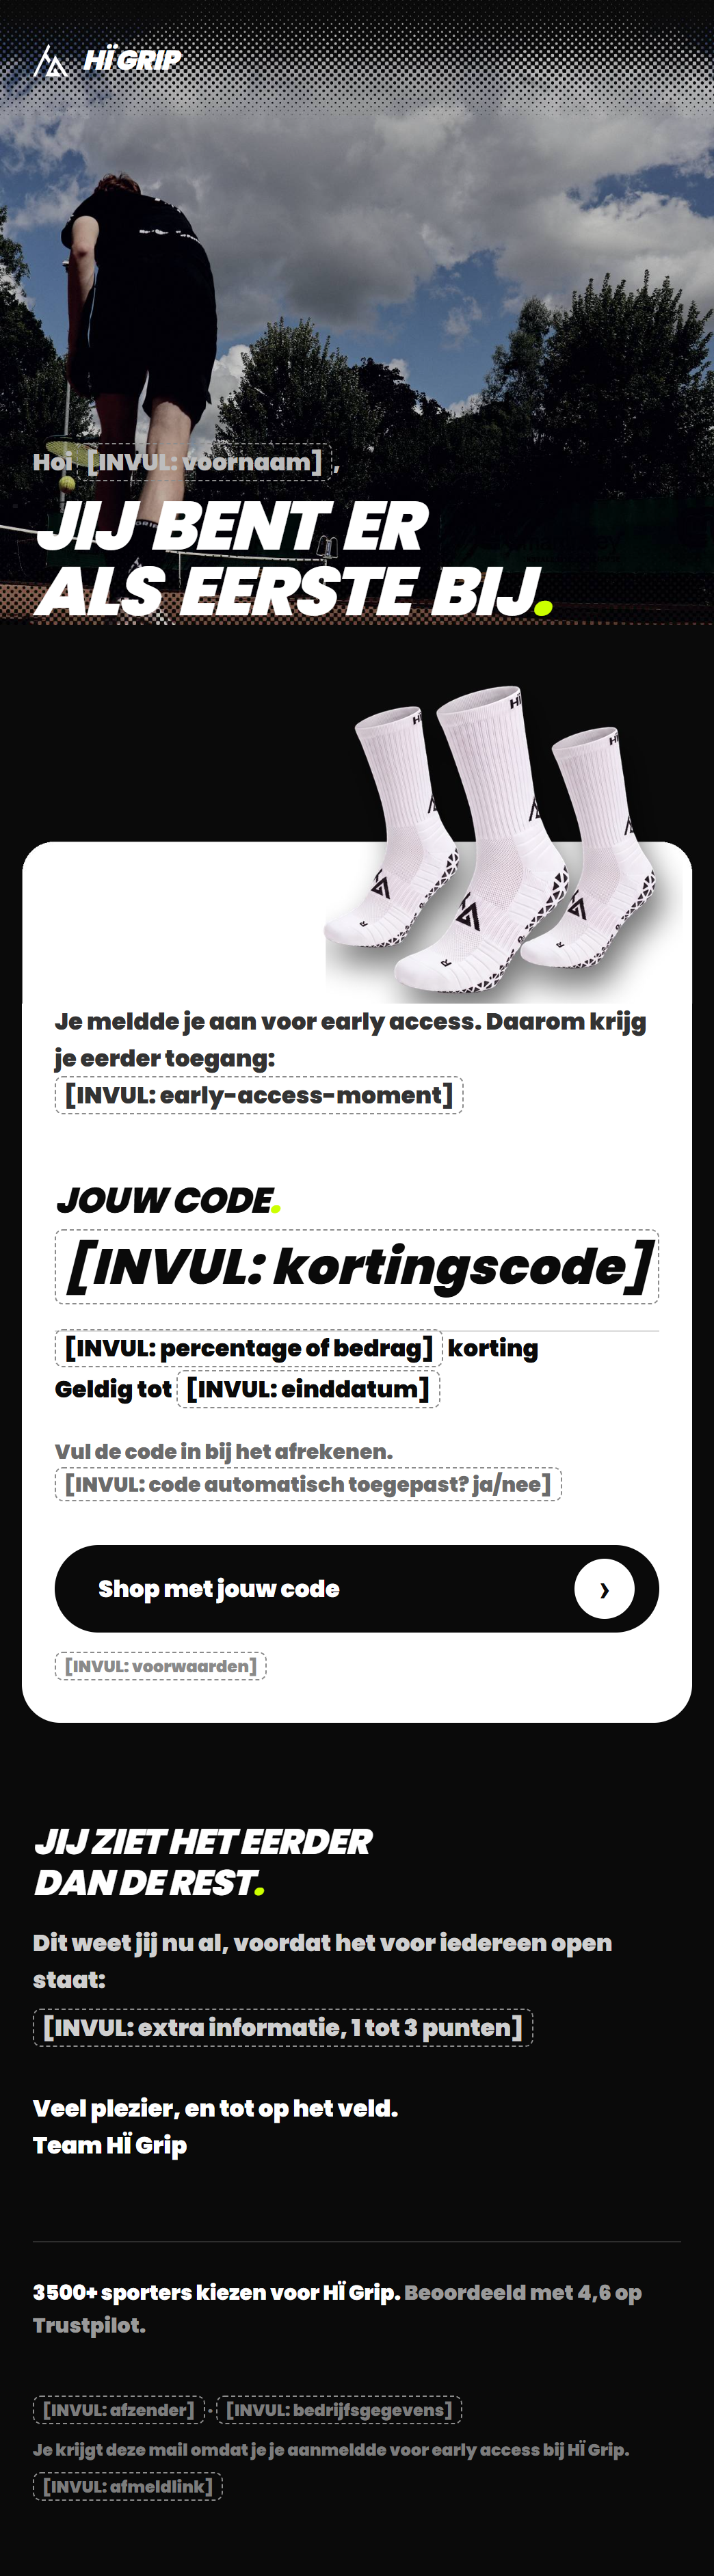 HÏ GRIP
Hoi [INVUL: voornaam] ,
JIJ BENT ER
ALS EERSTE BIJ.
Je meldde je aan voor early access. Daarom krijg
je eerder toegang:
[INVUL: early-access-moment]
JOUW CODE.
[INVUL: kortingscode]
[INVUL: percentage of bedrag] korting
Geldig tot [INVUL: einddatum]
Vul de code in bij het afrekenen.
[INVUL: code automatisch toegepast? ja/nee]
Shop met jouw code ›
[INVUL: voorwaarden]
JIJ ZIET HET EERDER
DAN DE REST.
Dit weet jij nu al, voordat het voor iedereen open
staat:
[INVUL: extra informatie, 1 tot 3 punten]
Veel plezier, en tot op het veld.
Team HÏ Grip
3500+ sporters kiezen voor HÏ Grip. Beoordeeld met 4,6 op
Trustpilot.
[INVUL: afzender] · [INVUL: bedrijfsgegevens]
Je krijgt deze mail omdat je je aanmeldde voor early access bij HÏ Grip.
[INVUL: afmeldlink]